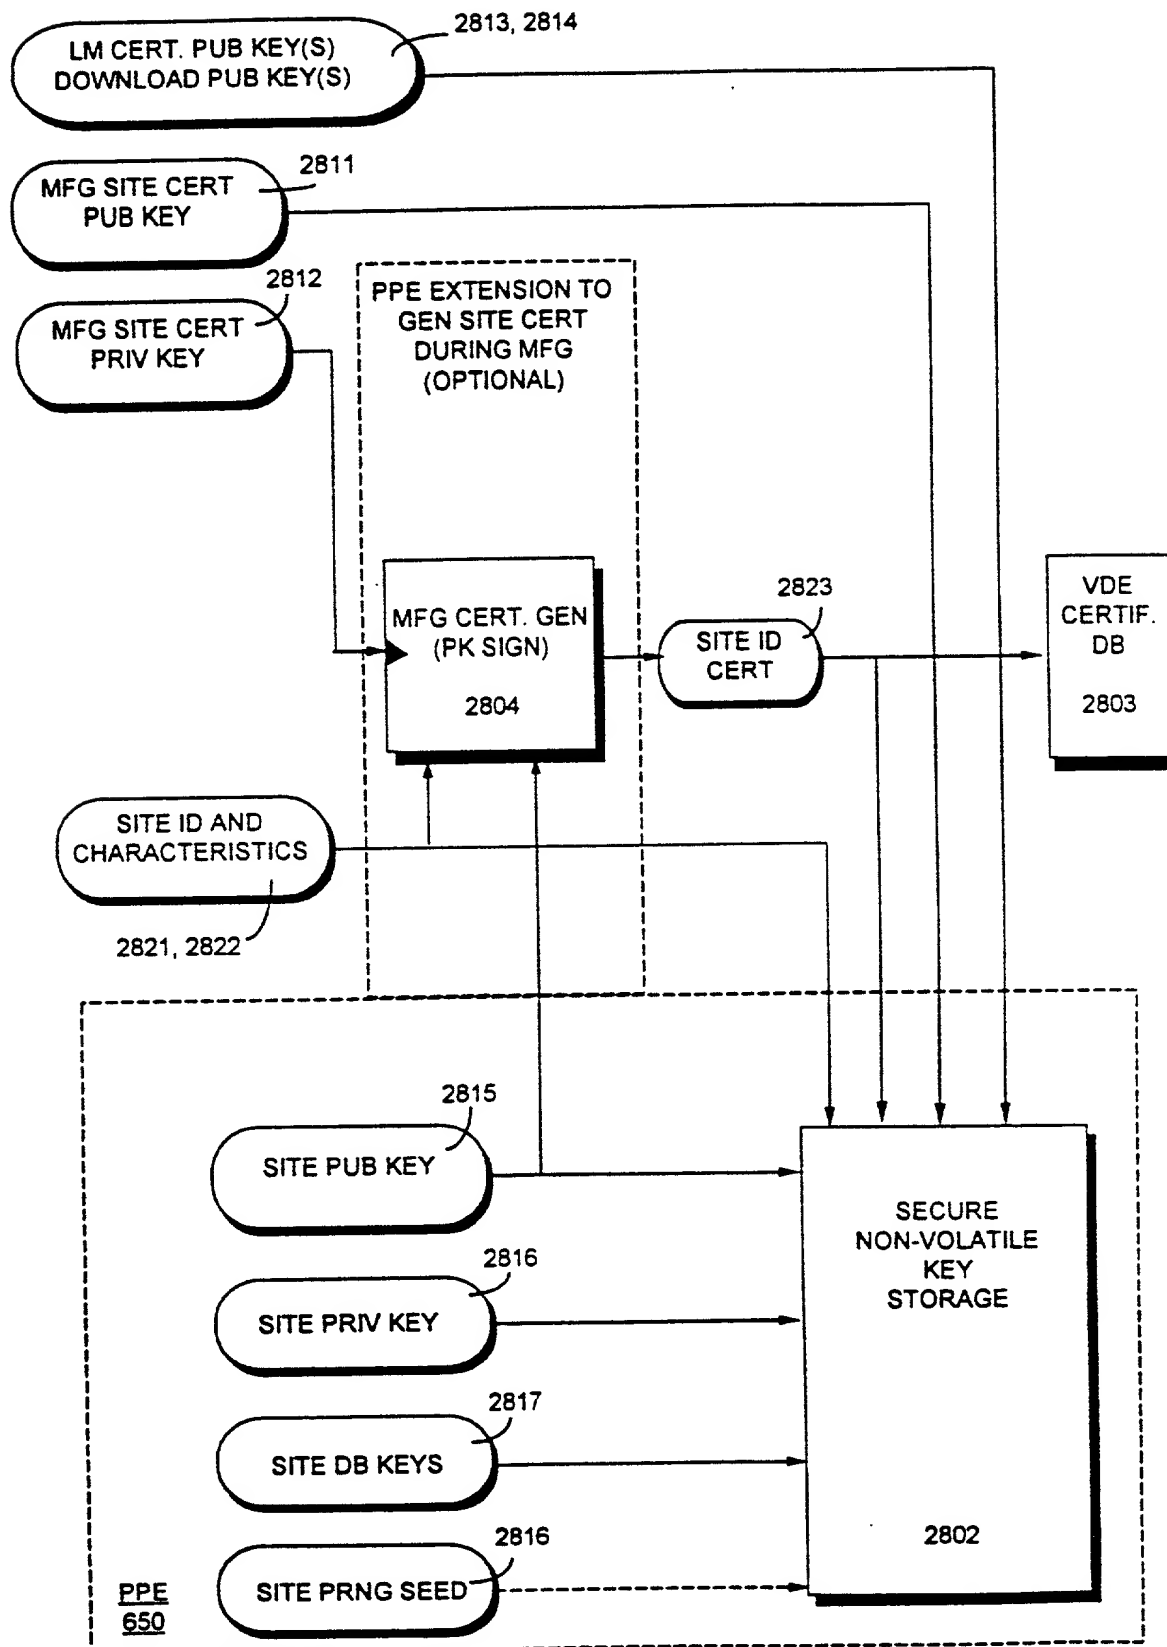 2813, 2814
LM CERT. PUB KEY(S)
DOWNLOAD PUB KEY(S)
2811
MFG SITE CERT
PUB KEY
2812
MFG SITE CERT
PRIV KEY
PPE EXTENSION TO
GEN SITE CERT
DURING MFG
(OPTIONAL)
MFG CERT. GEN
(PK SIGN)
2804
2823
SITE ID
CERT
VDE
CERTIF.
DB
2803
SITE ID AND
CHARACTERISTICS
2821, 2822
2815
SITE PUB KEY
2816
SITE PRIV KEY
2817
SITE DB KEYS
2816
SITE PRNG SEED
SECURE
NON-VOLATILE
KEY
STORAGE
2802
PPE
650